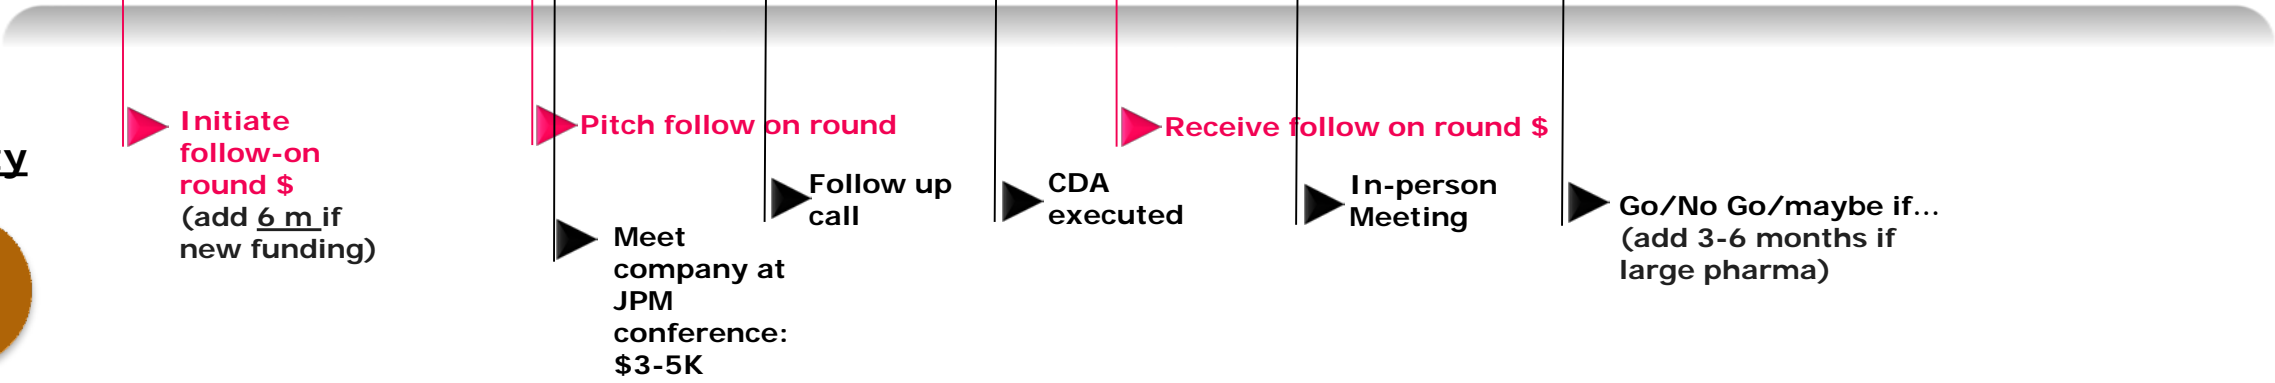 Initiate
follow-on
round $
(add 6 m if
new funding)
Pitch follow on round
Meet
company at
JPM
conference:
$3-5K
Follow up
call
CDA
executed
Receive follow on round $
In-person
Meeting
Go/No Go/maybe if...
(add 3-6 months if
large pharma)